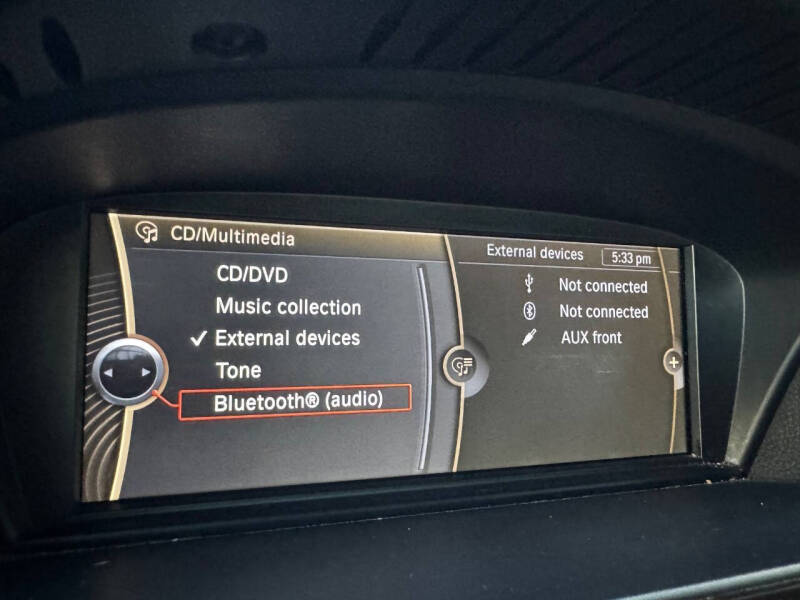 CD/Multimedia
CD/DVD
Music collection
External devices
Tone
Bluetooth® (audio)
External devices 5:33 pm
Not connected
Not connected
AUX front